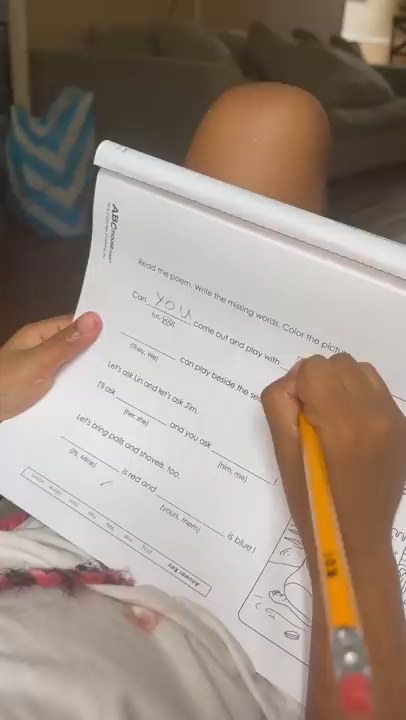 ABCmouse.com
Read the poem. Write the missing words. Color the pictu
Can you come out and play with
(us, you)
can play beside the se
(they, we)
Let's ask Lin and let's ask Jim.
I'll ask and you ask !
(her, she) (him, me)
Let's bring pails and shovels, too.
is red and is blue!
(its, Mine) (yours, them)
Answer Key